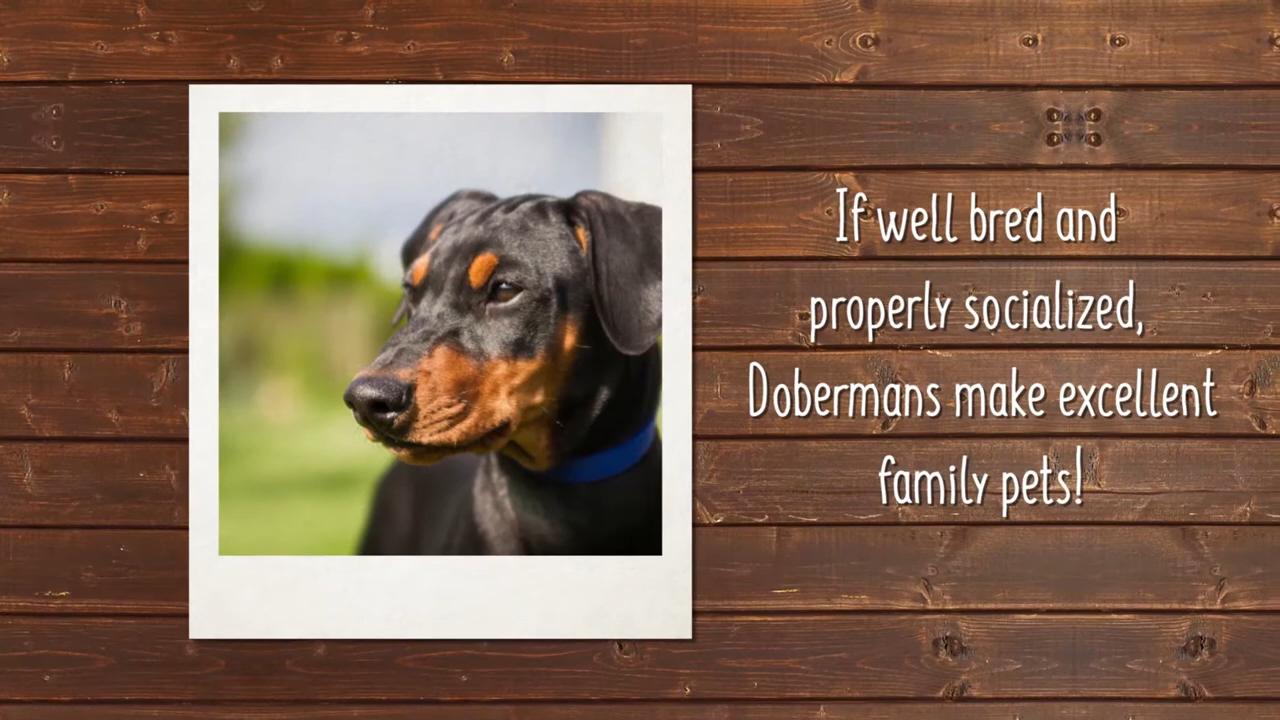 If well bred and
properly socialized,
Dobermans make excellent
family pets!